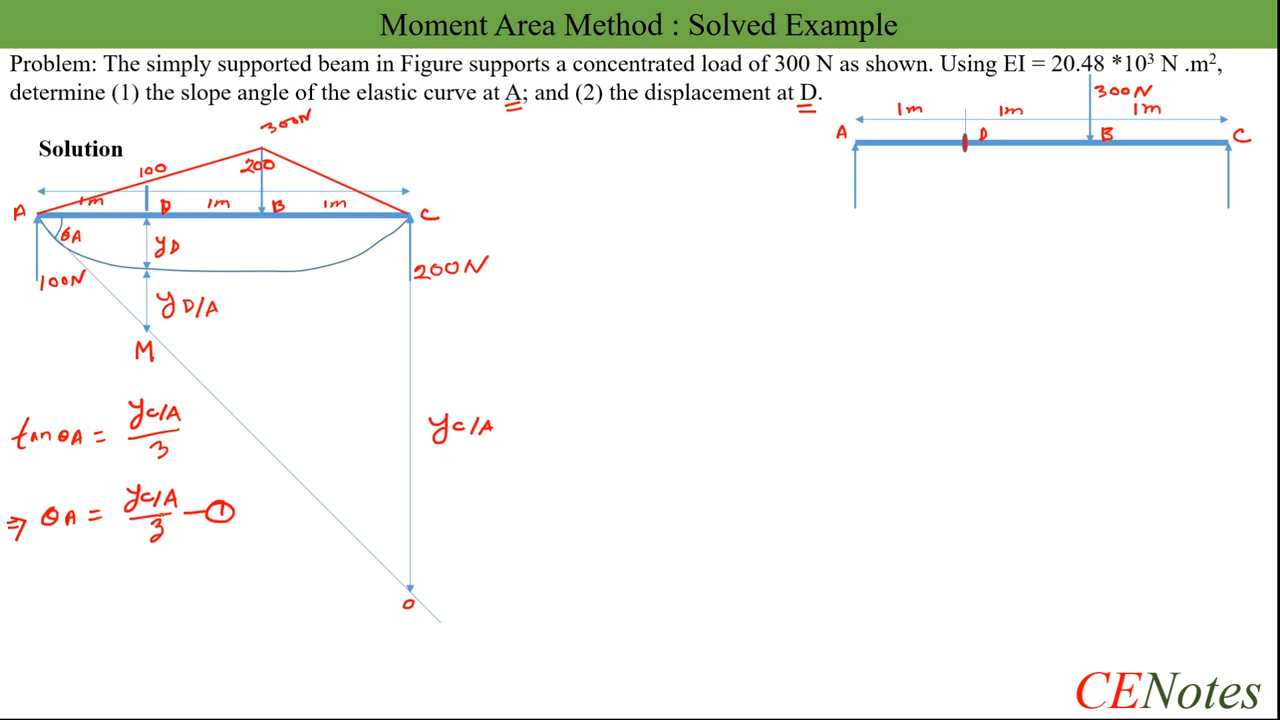 Moment Area Method : Solved Example
Problem: The simply supported beam in Figure supports a concentrated load of 300 N as shown. Using EI = 20.48 *10³ N .m²,
determine (1) the slope angle of the elastic curve at A; and (2) the displacement at D.
300N
1m 1m 1m
A D B C
Solution
300N
100 200
1m 1m 1m
A D B C
θA
yD
100N
200N
yD/A
M
yC/A
tan θA = yC/A / 3
⇒ θA = yC/A / 3 — ①
O
CENotes